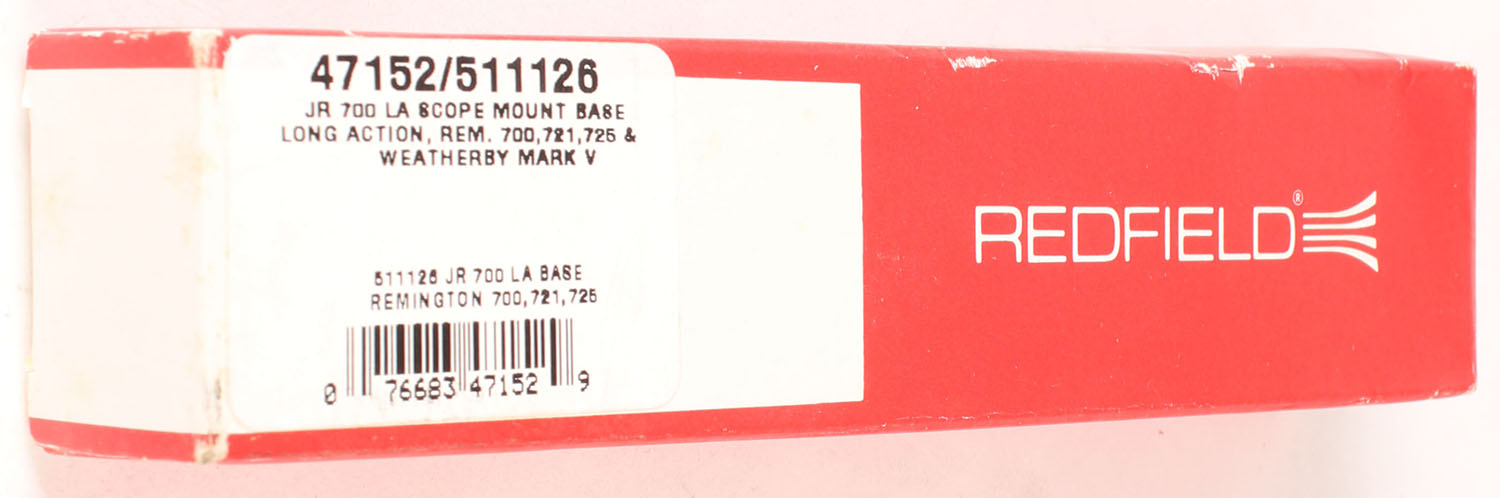 47152/511126
JR 700 LA SCOPE MOUNT BASE
LONG ACTION, REM. 700,721,725 &
WEATHERBY MARK V
511126 JR 700 LA BASE
REMINGTON 700,721,725
0 76683 47152 9
REDFIELD®